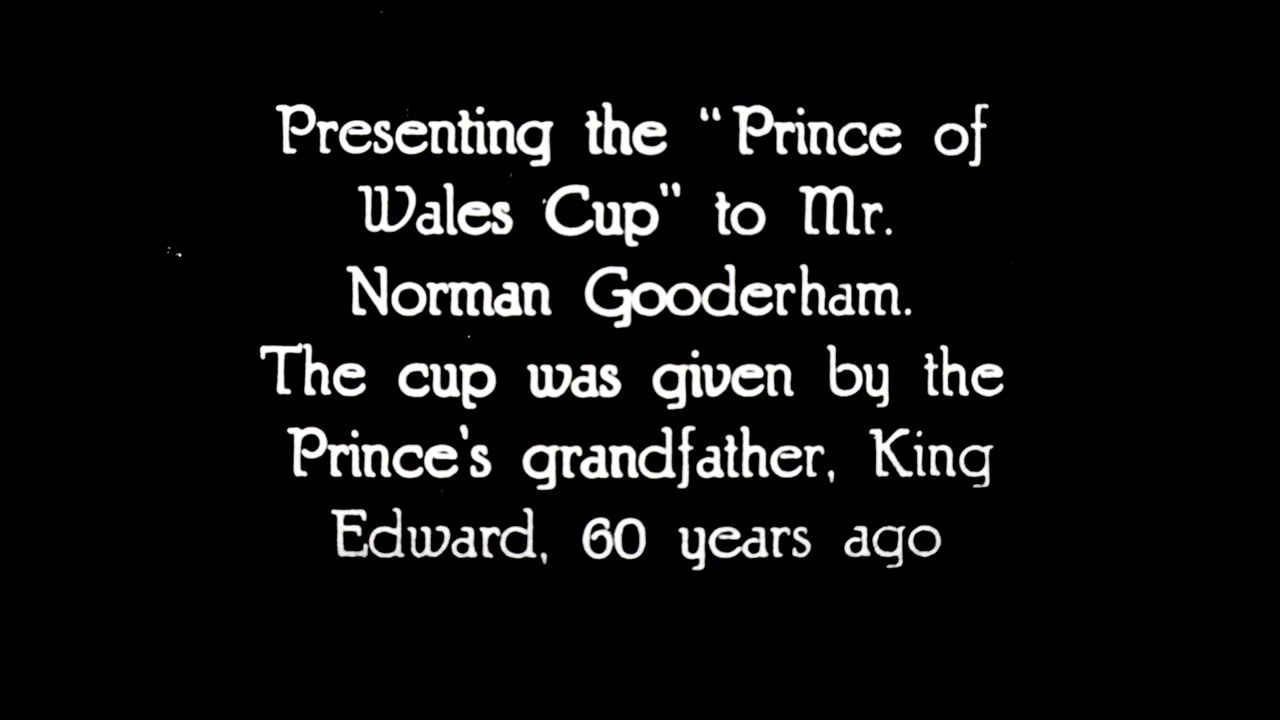 Presenting the "Prince of
Wales Cup" to Mr.
Norman Gooderham.
The cup was given by the
Prince's grandfather, King
Edward, 60 years ago